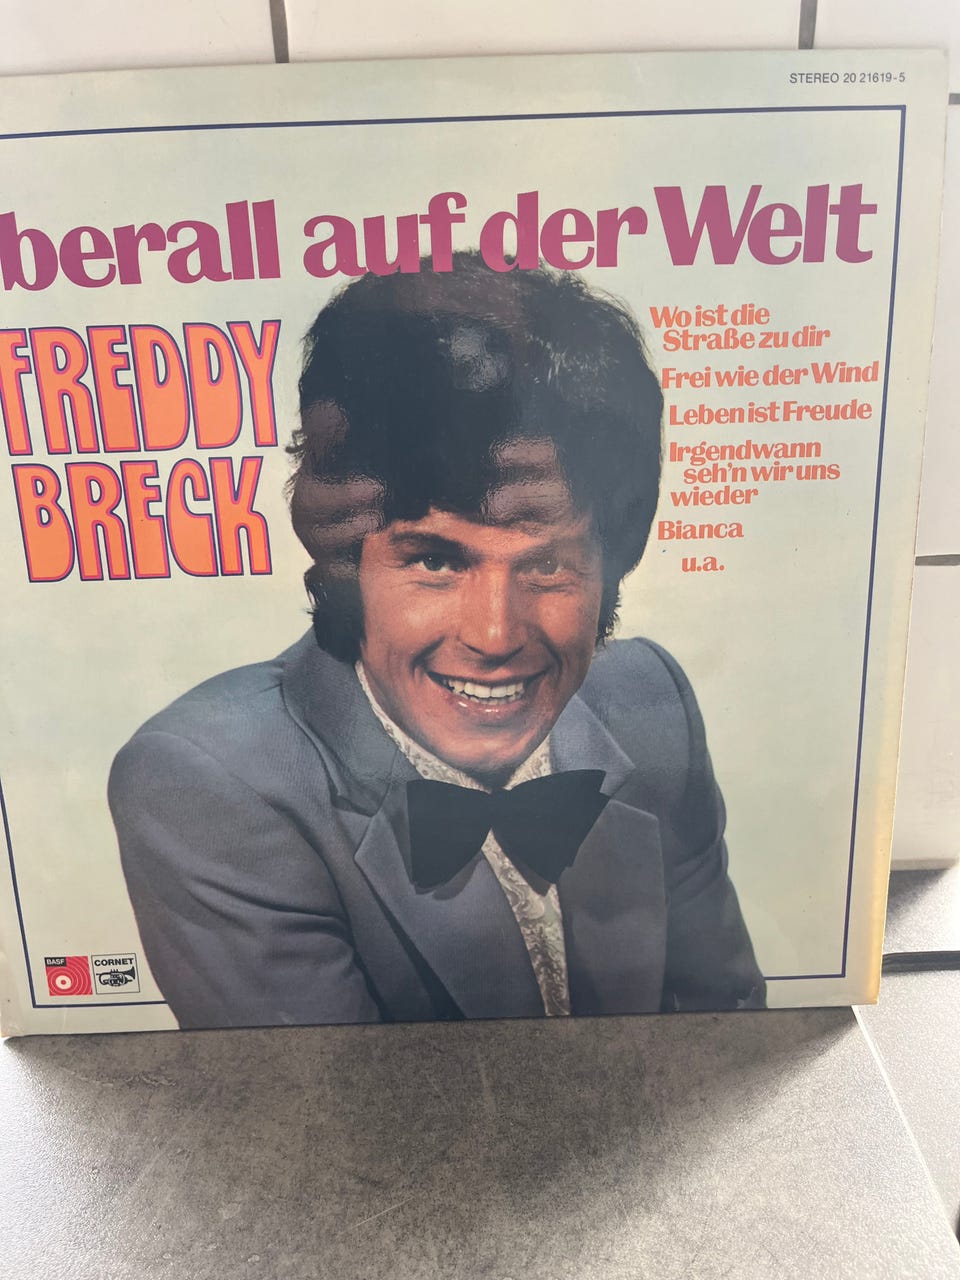 STEREO 20 21619-5
berall auf der Welt
FREDDY
BRECK
Wo ist die
Straße zu dir
Frei wie der Wind
Leben ist Freude
Irgendwann
seh'n wir uns
wieder
Bianca
u.a.
BASF
CORNET